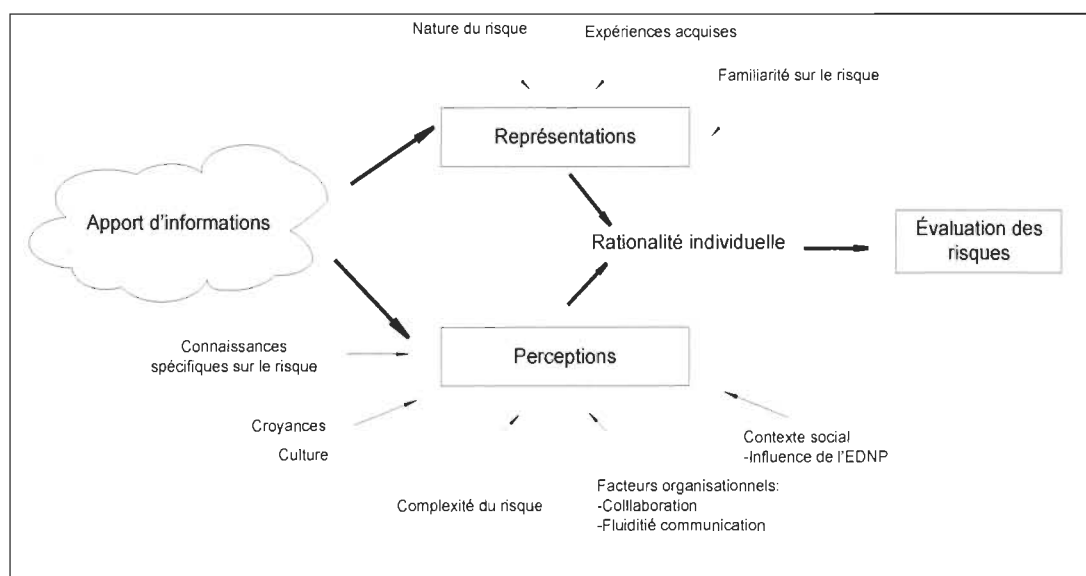 Nature du risque
Expériences acquises
Familiarité sur le risque
Représentations
Apport d'informations
Rationalité individuelle
Évaluation des
risques
Perceptions
Connaissances
spécifiques sur le risque
Croyances
Culture
Complexité du risque
Facteurs organisationnels:
-Colllaboration
-Fluiditié communication
Contexte social
-Influence de l'EDNP